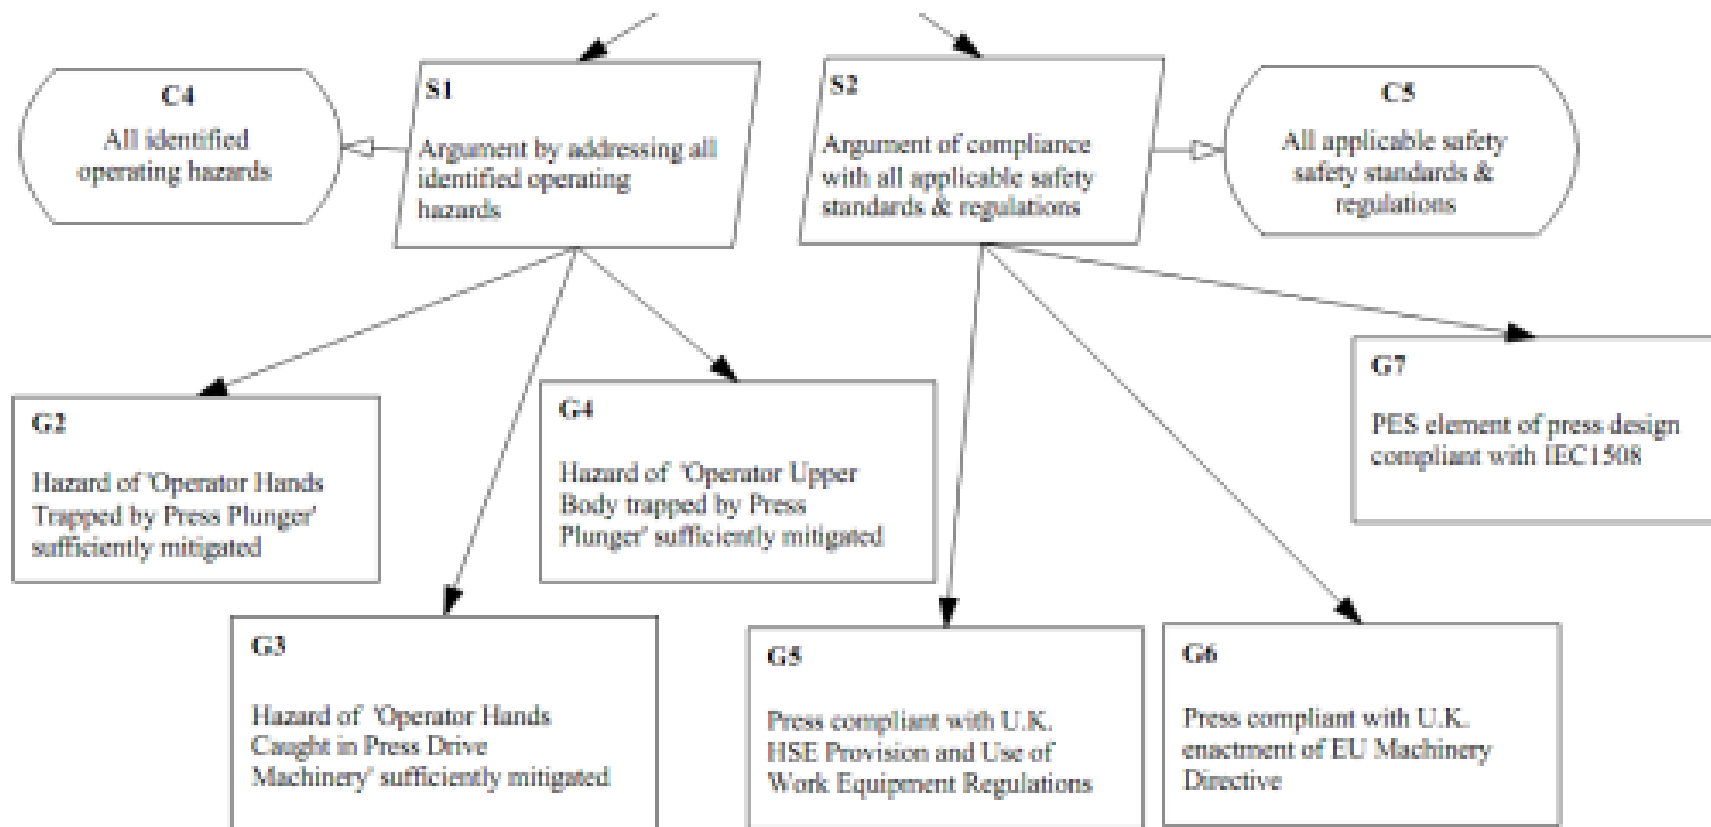 C4
All identified
operating hazards
S1
Argument by addressing all
identified operating
hazards
S2
Argument of compliance
with all applicable safety
standards & regulations
C5
All applicable safety
safety standards &
regulations
G2
Hazard of 'Operator Hands
Trapped by Press Plunger'
sufficiently mitigated
G4
Hazard of 'Operator Upper
Body trapped by Press
Plunger' sufficiently mitigated
G7
PES element of press design
compliant with IEC1508
G3
Hazard of 'Operator Hands
Caught in Press Drive
Machinery' sufficiently mitigated
G5
Press compliant with U.K.
HSE Provision and Use of
Work Equipment Regulations
G6
Press compliant with U.K.
enactment of EU Machinery
Directive